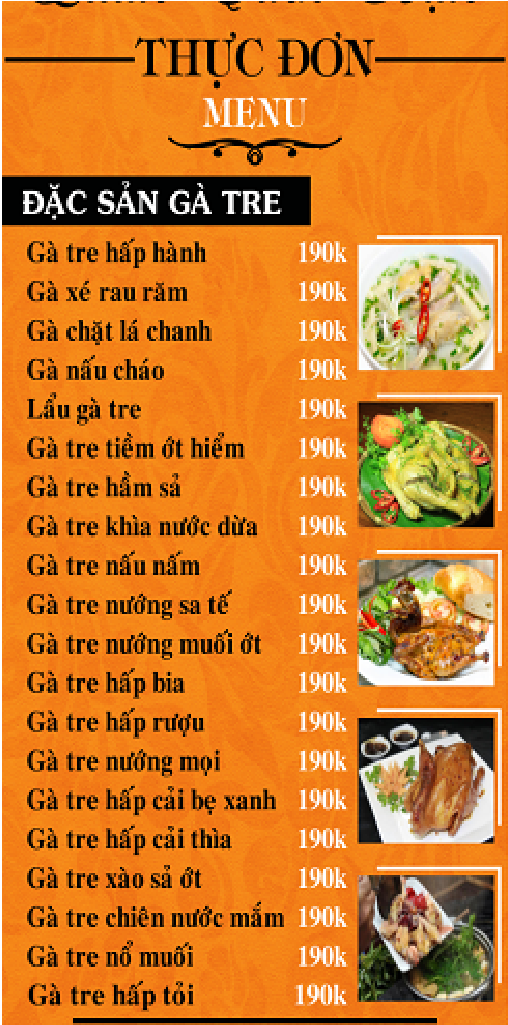 THỰC ĐƠN
MENU
ĐẶC SẢN GÀ TRE
Gà tre hấp hành 190k
Gà xé rau răm 190k
Gà chặt lá chanh 190k
Gà nấu cháo 190k
Lẩu gà tre 190k
Gà tre tiềm ớt hiểm 190k
Gà tre hầm sả 190k
Gà tre khìa nước dừa 190k
Gà tre nấu nấm 190k
Gà tre nướng sa tế 190k
Gà tre nướng muối ớt 190k
Gà tre hấp bia 190k
Gà tre hấp rượu 190k
Gà tre nướng mọi 190k
Gà tre hấp cải bẹ xanh 190k
Gà tre hấp cải thìa 190k
Gà tre xào sả ớt 190k
Gà tre chiên nước mắm 190k
Gà tre nổ muối 190k
Gà tre hấp tỏi 190k